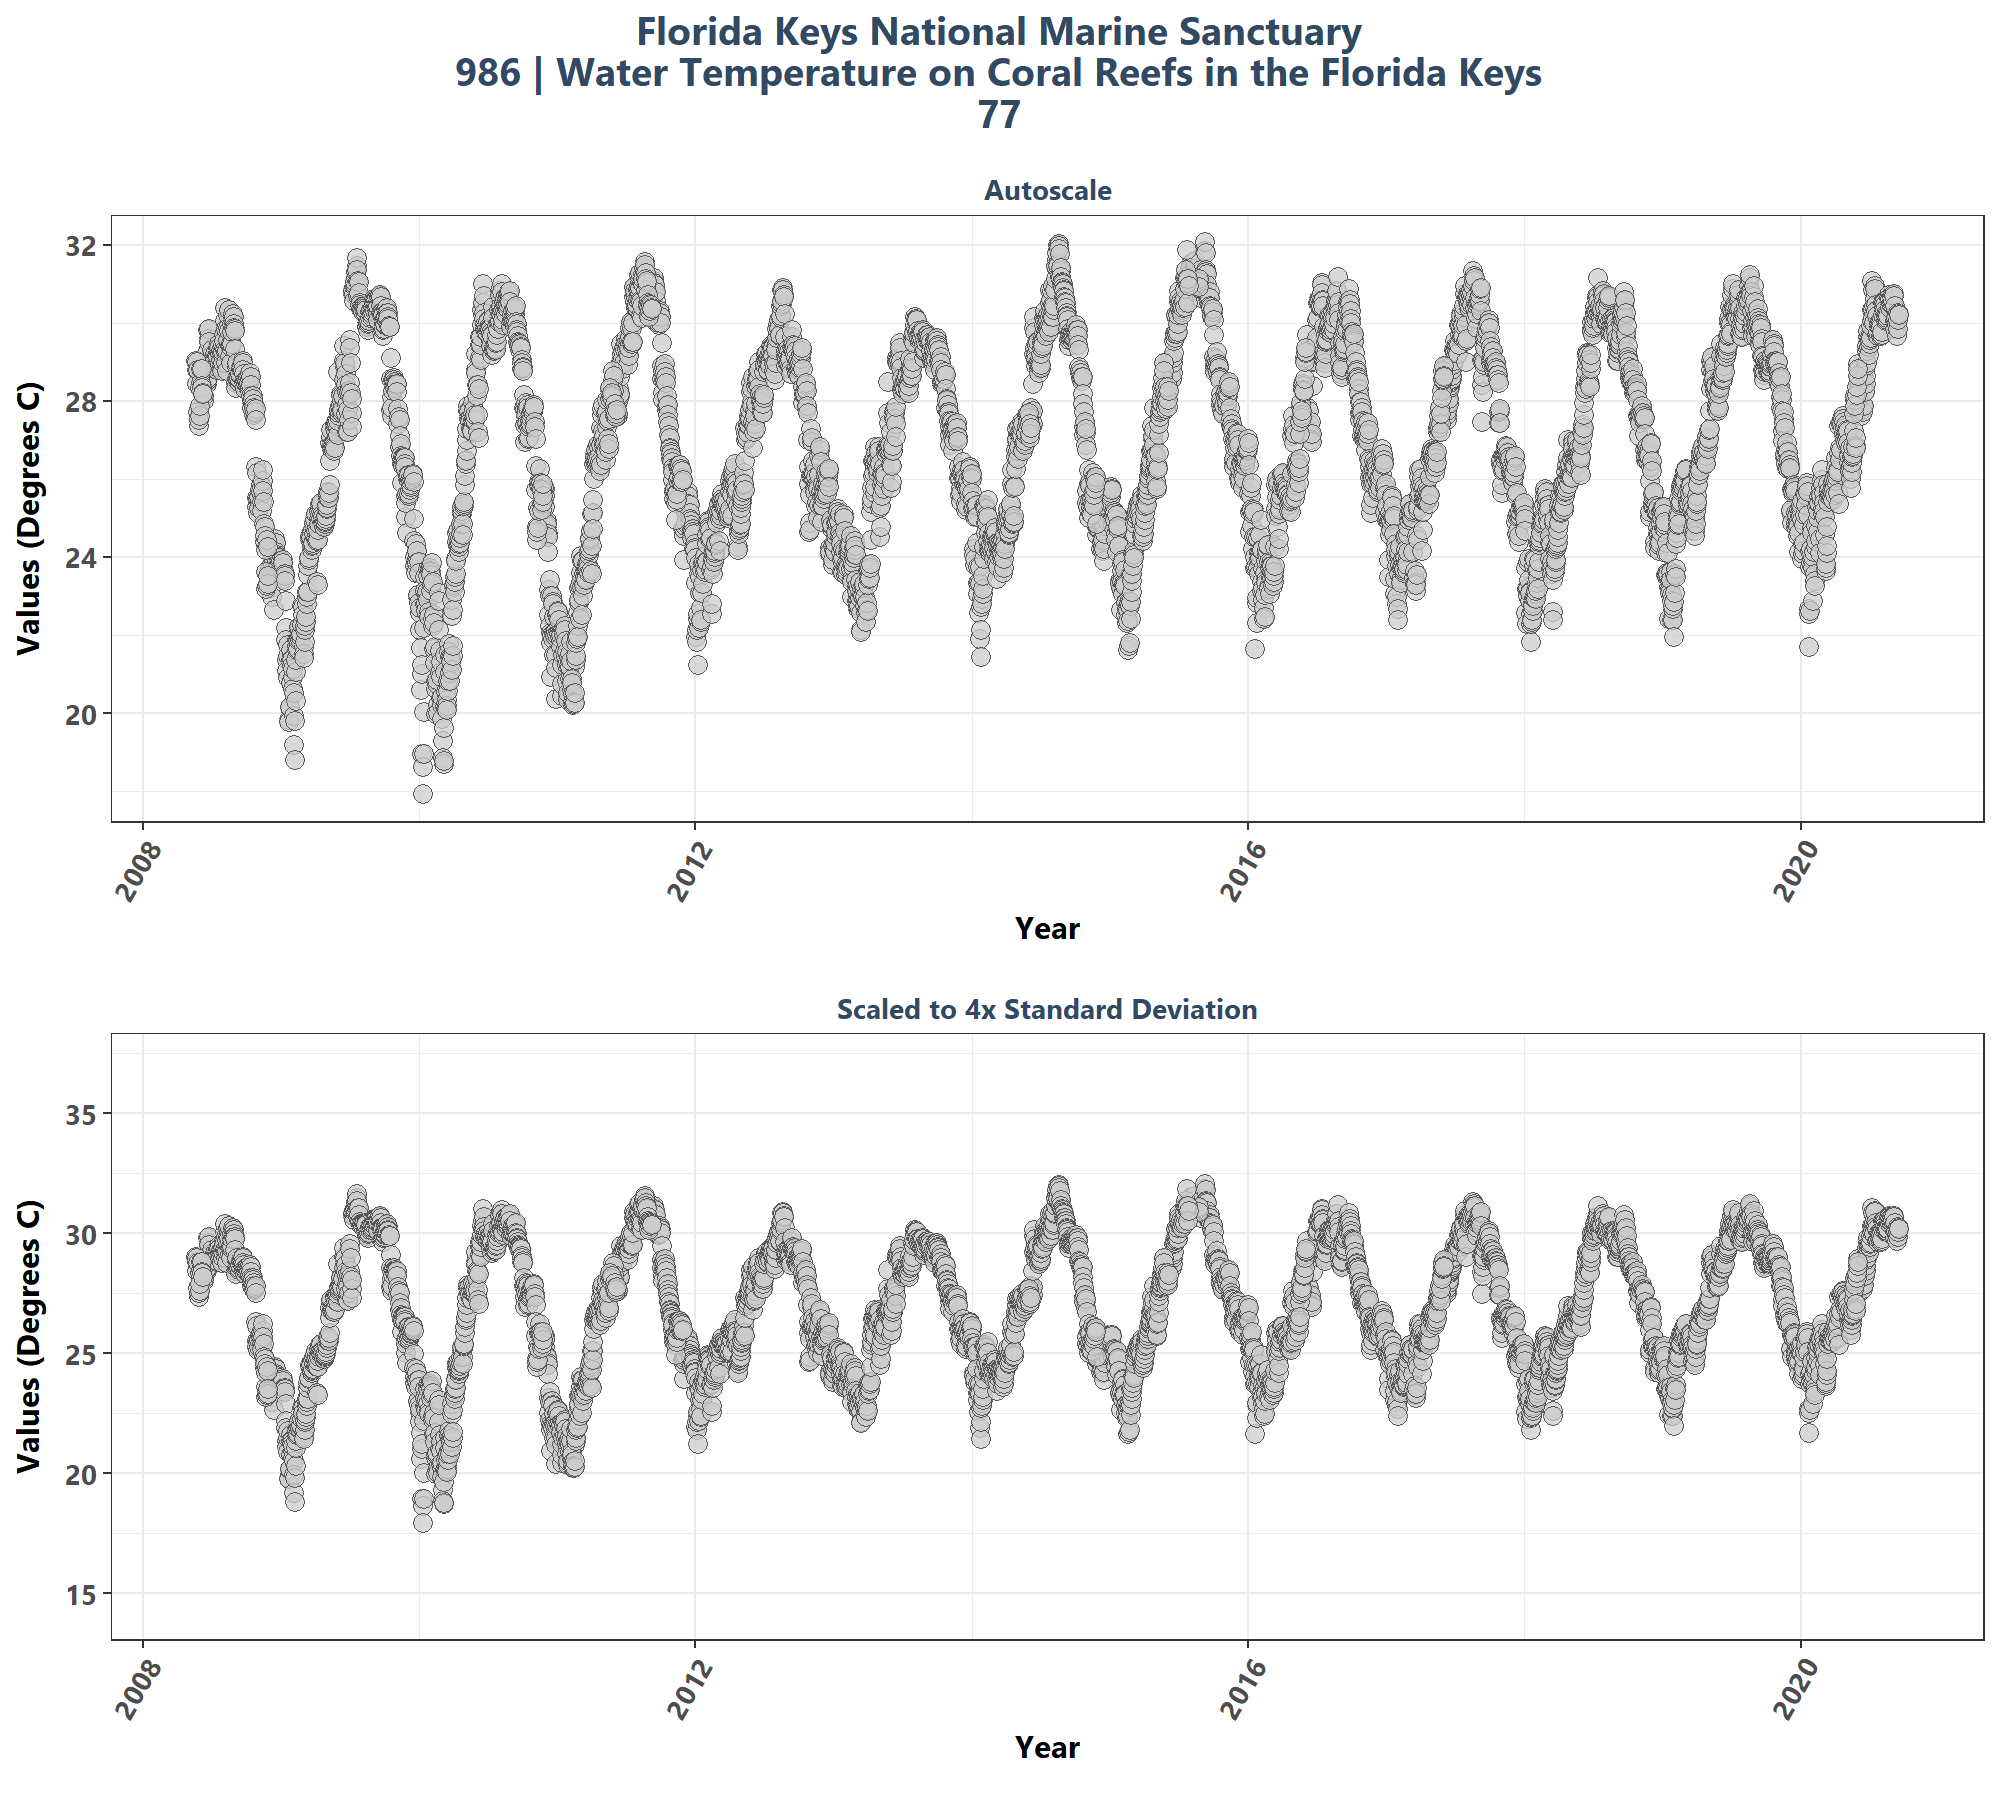 Florida Keys National Marine Sanctuary
986 | Water Temperature on Coral Reefs in the Florida Keys
77
Autoscale
Values (Degrees C)
32
28
24
20
2008
2012
2016
2020
Year
Scaled to 4x Standard Deviation
Values (Degrees C)
35
30
25
20
15
2008
2012
2016
2020
Year